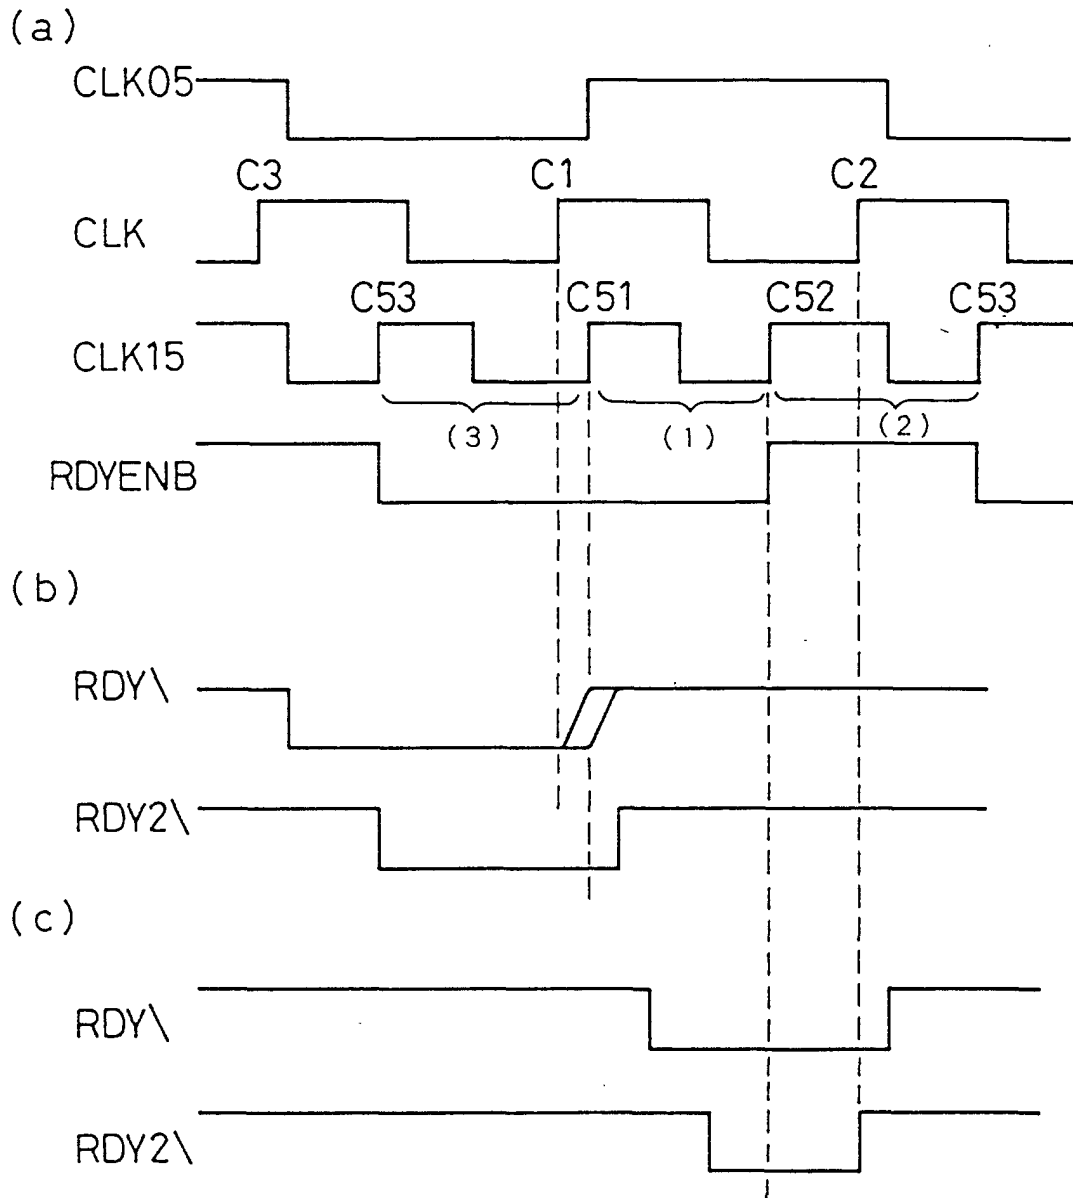 (a)
CLK05
C3 C1 C2
CLK
C53 C51 C52 C53
CLK15
(3) (1) (2)
RDYENB
(b)
RDY\
RDY2\
(c)
RDY\
RDY2\